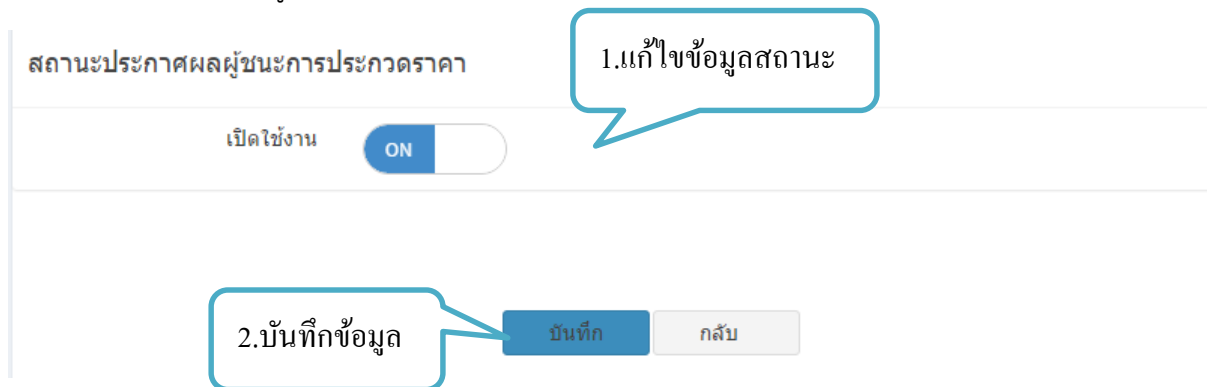 สถานะประกาศผลผู้ชนะการประกวดราคา
1.แก้ไขข้อมูลสถานะ
เปิดใช้งาน
ON
2.บันทึกข้อมูล
บันทึก
กลับ